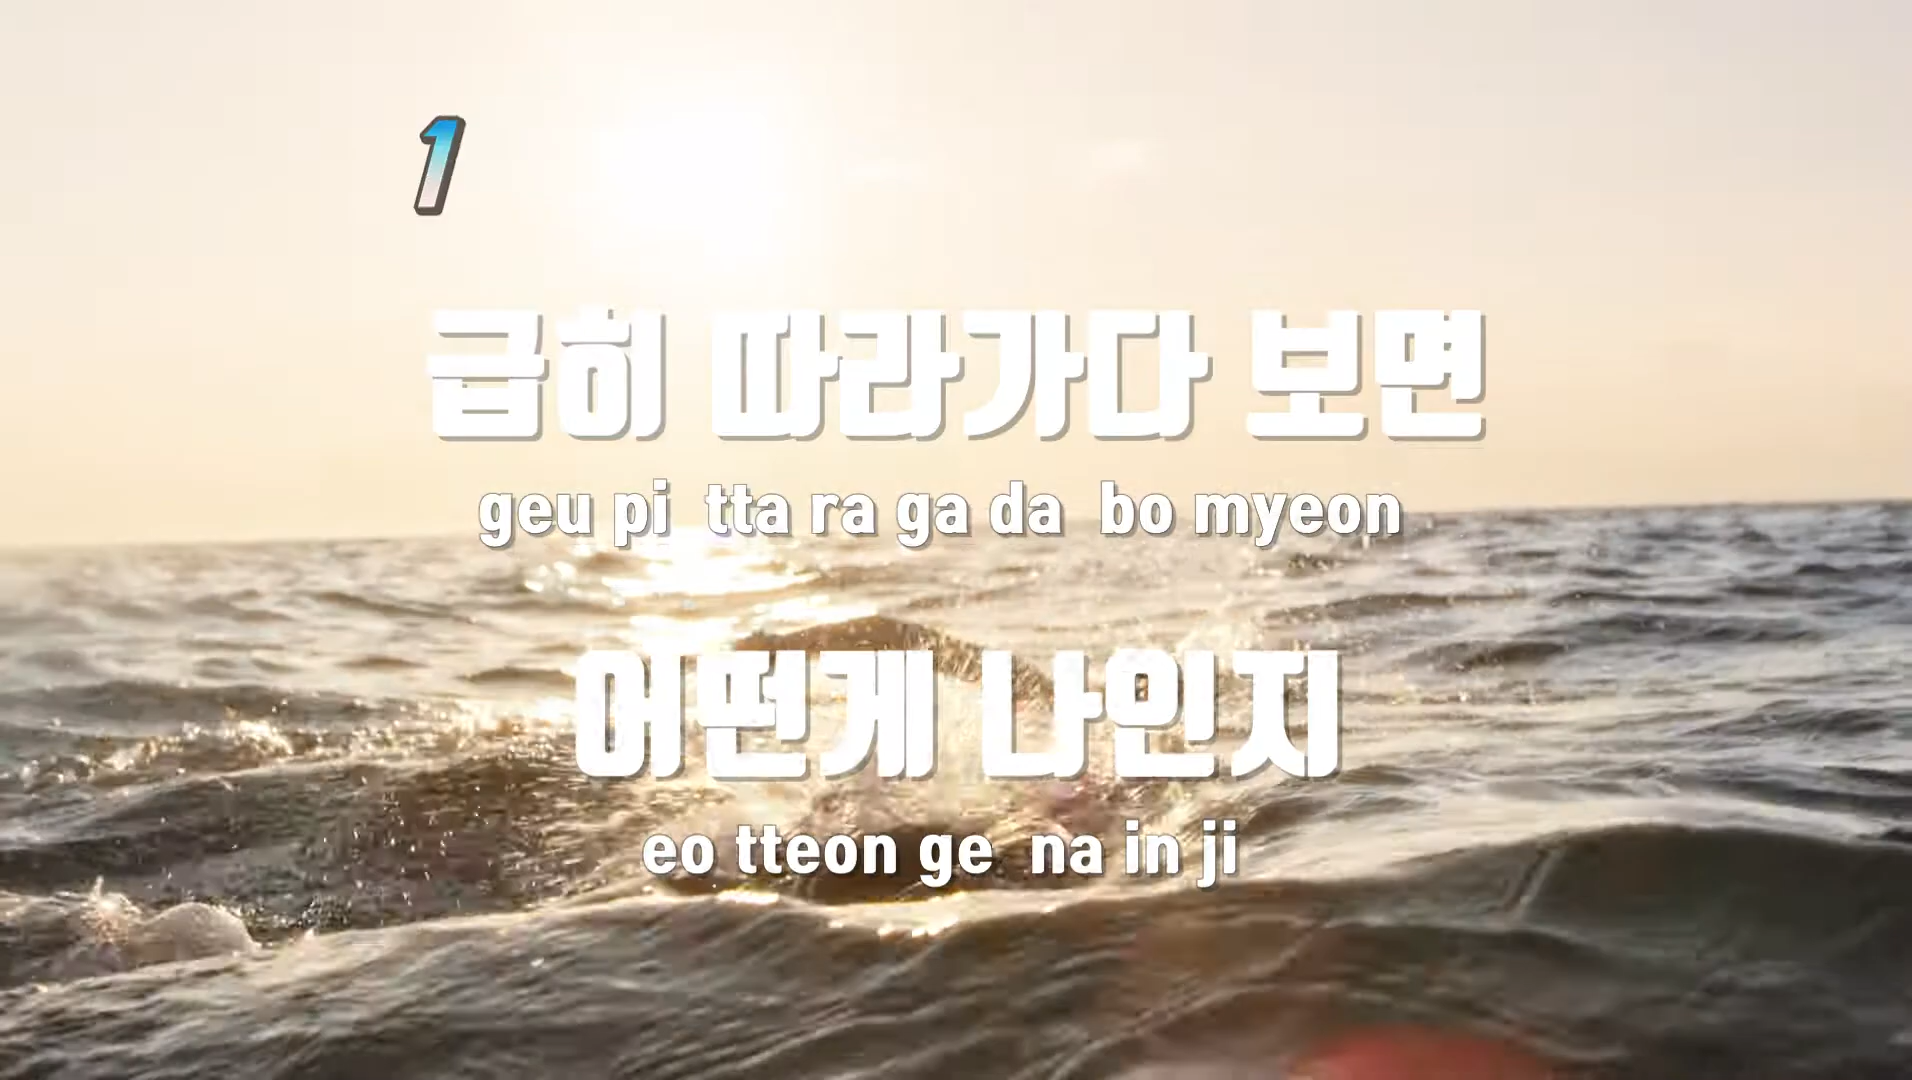 1
급히 따라가다 보면
geu pi tta ra ga da bo myeon
어떤게 나인지
eo tteon ge na in ji